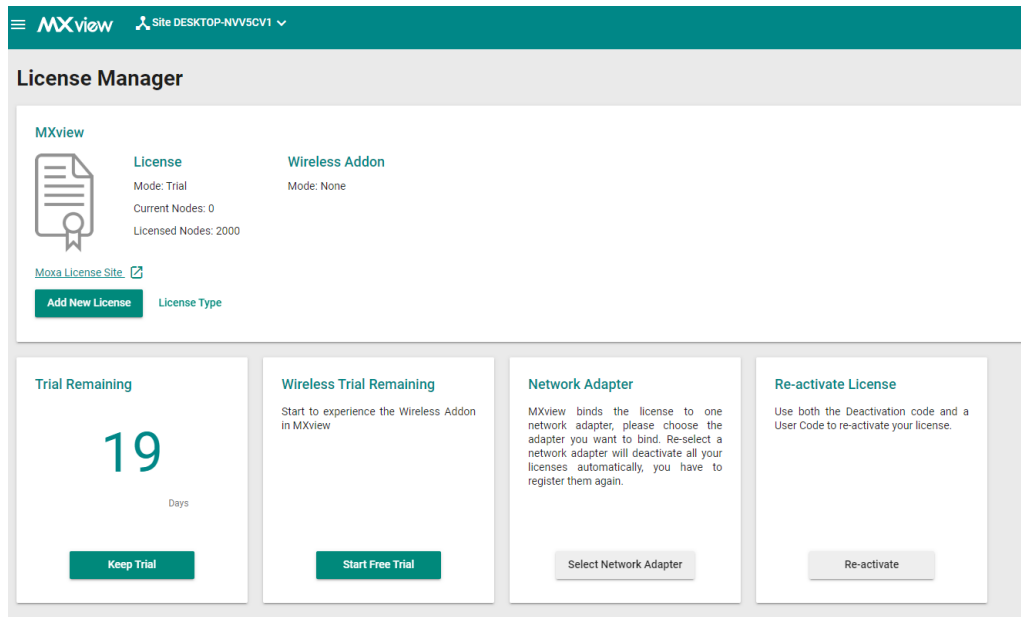 MXview
Site DESKTOP-NVV5CV1
License Manager
MXview
License
Mode: Trial
Current Nodes: 0
Licensed Nodes: 2000
Wireless Addon
Mode: None
Moxa License Site
Add New License
License Type
Trial Remaining
19
Days
Keep Trial
Wireless Trial Remaining
Start to experience the Wireless Addon
in MXview
Start Free Trial
Network Adapter
MXview binds the license to one
network adapter, please choose the
adapter you want to bind. Re-select a
network adapter will deactivate all your
licenses automatically, you have to
register them again.
Select Network Adapter
Re-activate License
Use both the Deactivation code and a
User Code to re-activate your license.
Re-activate